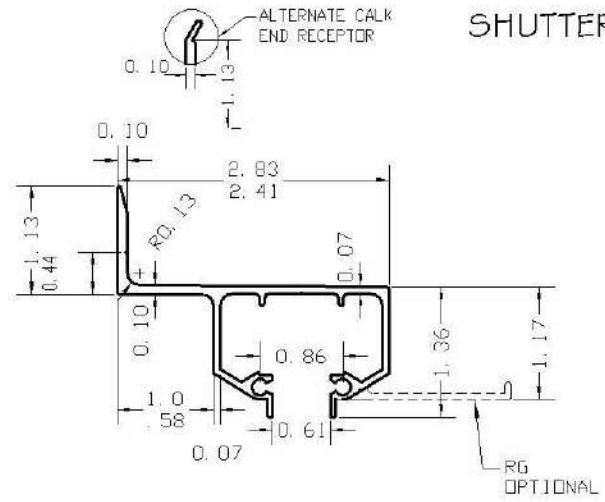 ALTERNATE CALK
END RECEPTOR
SHUTTER
0.10
1.13
0.10
2.83
2.41
1.13
0.44
R0.13
0.07
0.10
0.86
1.36
1.17
1.0
.58
0.61
0.07
RG
OPTIONAL